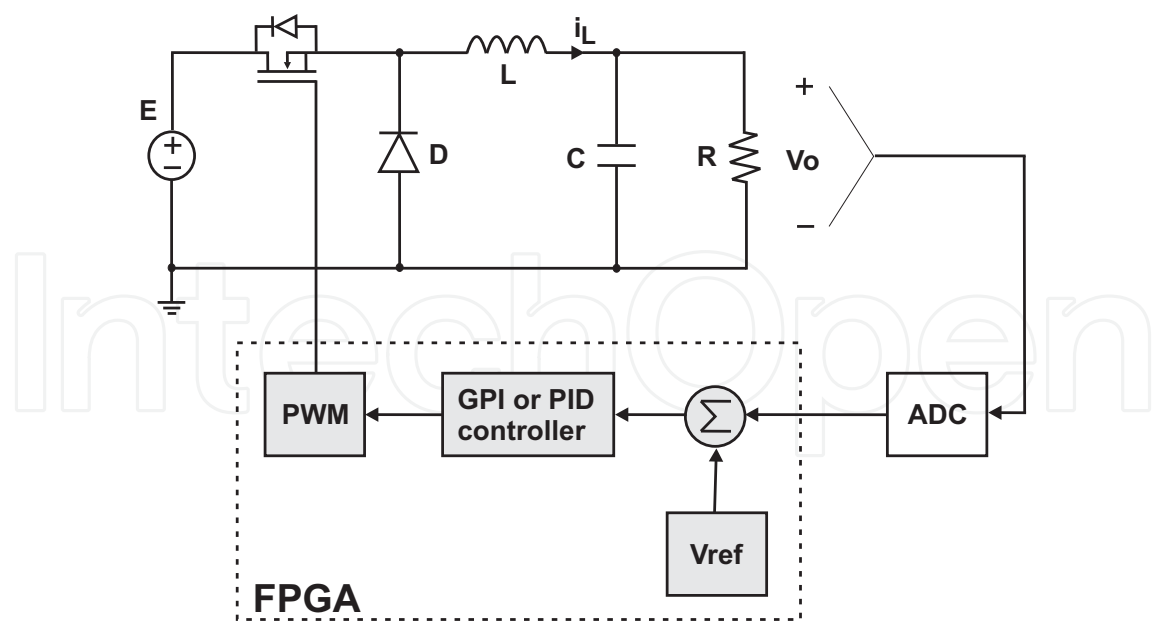 iL
L
E
+
−
D
C
R
+
Vo
−
IntechOpen
PWM
GPI or PID
controller
Σ
ADC
Vref
FPGA